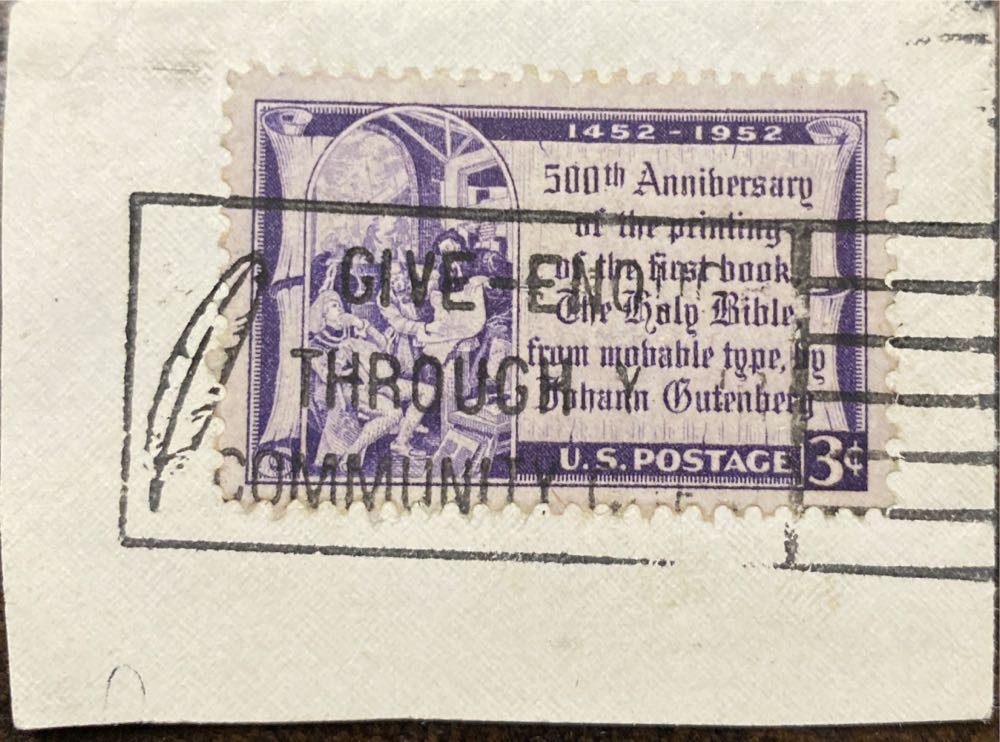 1452-1952
500th Anniversary
of the printing
of the first book
The Holy Bible,
from movable type, by
Johann Gutenberg
U.S. POSTAGE 3¢
GIVE-ENO
THROUGH
COMMUNITY